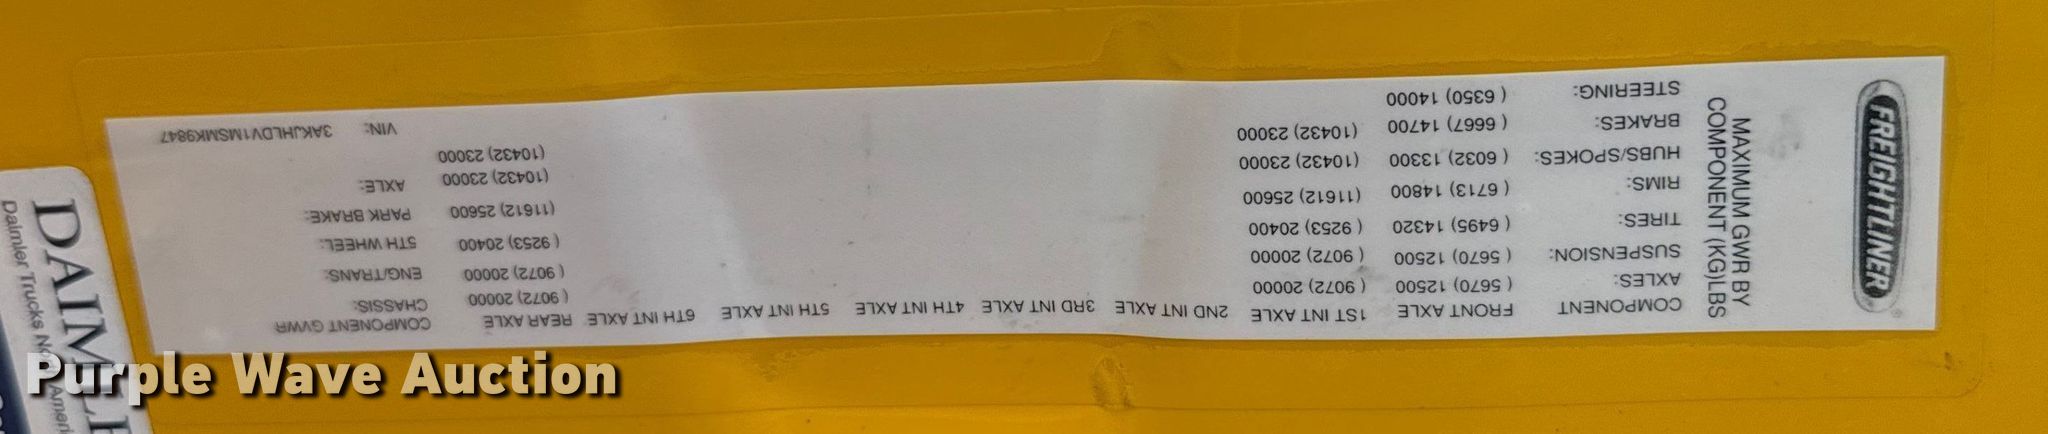 FREIGHTLINER
MAXIMUM GWR BY
COMPONENT (KG)LBS
COMPONENT FRONT AXLE 1ST INT AXLE 2ND INT AXLE 3RD INT AXLE 4TH INT AXLE 5TH INT AXLE 6TH INT AXLE REAR AXLE COMPONENT GVWR
AXLES: ( 5670) 12500 ( 9072) 20000 ( 9072) 20000 CHASSIS:
SUSPENSION: ( 5670) 12500 ( 9072) 20000 ( 9072) 20000 ENG/TRANS:
TIRES: ( 6495) 14320 ( 9253) 20400 ( 9253) 20400 5TH WHEEL:
RIMS: ( 6713) 14800 (11612) 25600 (11612) 25600 PARK BRAKE:
HUBS/SPOKES: ( 6032) 13300 (10432) 23000 (10432) 23000 AXLE:
BRAKES: ( 6667) 14700 (10432) 23000 (10432) 23000
STEERING: ( 6350) 14000 VIN: 3AKJHLDV1MSMK9847
DAIMLE
Daimler Trucks No Ameri
Purple Wave Auction